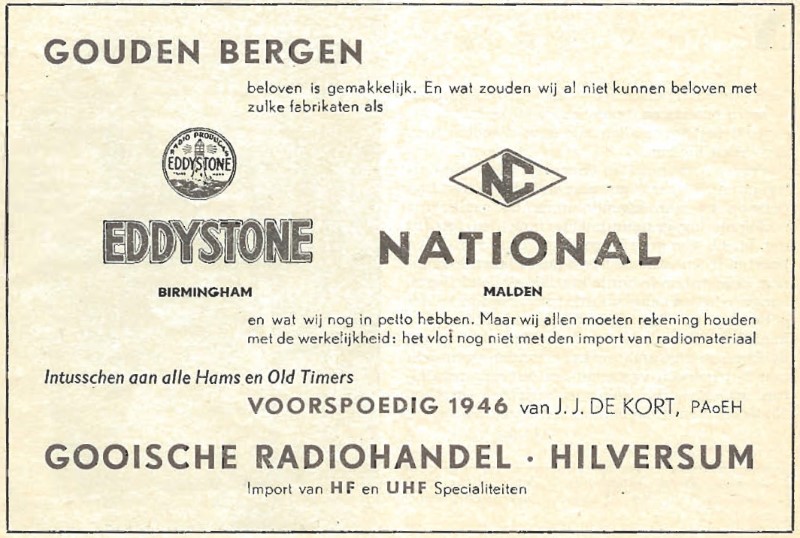 GOUDEN BERGEN
beloven is gemakkelijk. En wat zouden wij al niet kunnen beloven met
zulke fabrikaten als
RADIO PRODUCTS
EDDYSTONE
NC
EDDYSTONE
NATIONAL
BIRMINGHAM
MALDEN
en wat wij nog in petto hebben. Maar wij allen moeten rekening houden
met de werkelijkheid: het vlot nog niet met den import van radiomateriaal
Intusschen aan alle Hams en Old Timers
VOORSPOEDIG 1946 van J. J. DE KORT, PAoEH
GOOISCHE RADIOHANDEL · HILVERSUM
Import van HF en UHF Specialiteiten